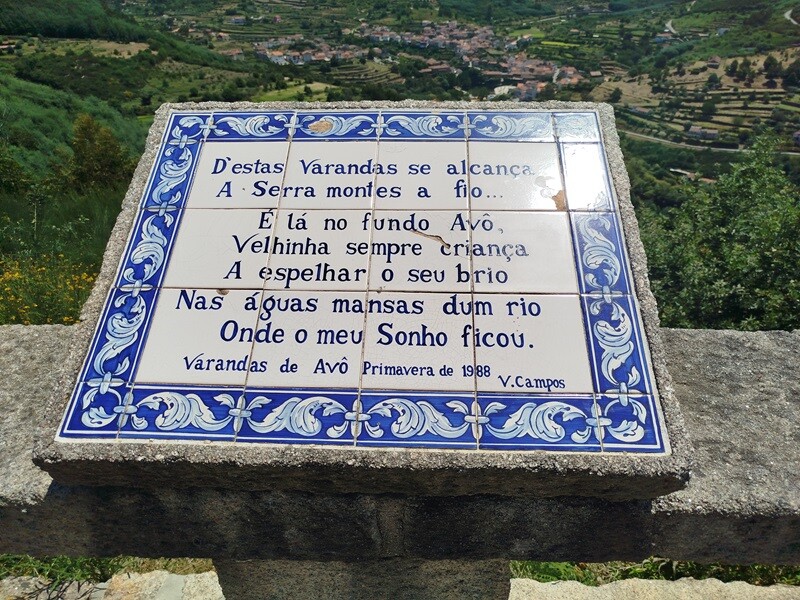 D'estas Varandas se alcança
A Serra montes a fio...
É lá no fundo Avô,
Velhinha sempre criança
A espelhar o seu brio
Nas águas mansas dum rio
Onde o meu Sonho ficou.
Varandas de Avô Primavera de 1988
V. Campos